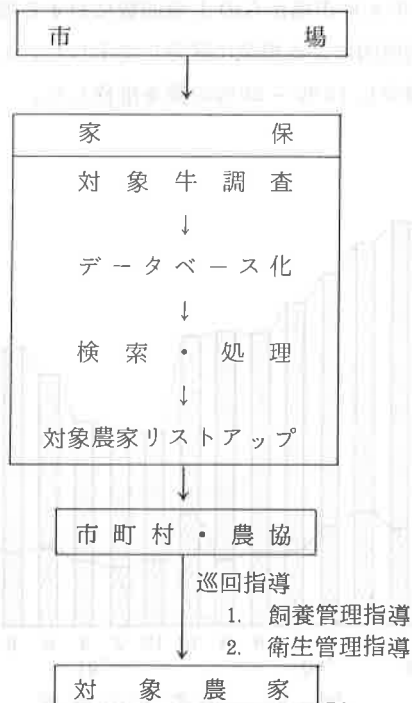 市場
↓
家保
対象牛調査
↓
データベース化
↓
検索・処理
↓
対象農家リストアップ
↓
市町村・農協
巡回指導
1. 飼養管理指導
2. 衛生管理指導
対象農家